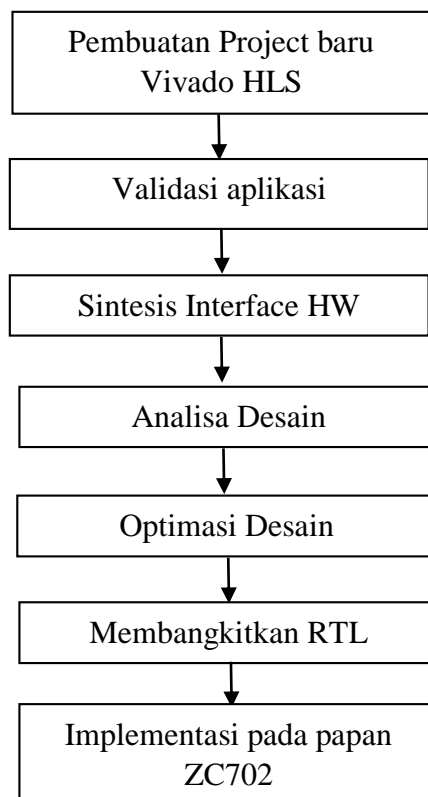 Pembuatan Project baru
Vivado HLS
Validasi aplikasi
Sintesis Interface HW
Analisa Desain
Optimasi Desain
Membangkitkan RTL
Implementasi pada papan
ZC702